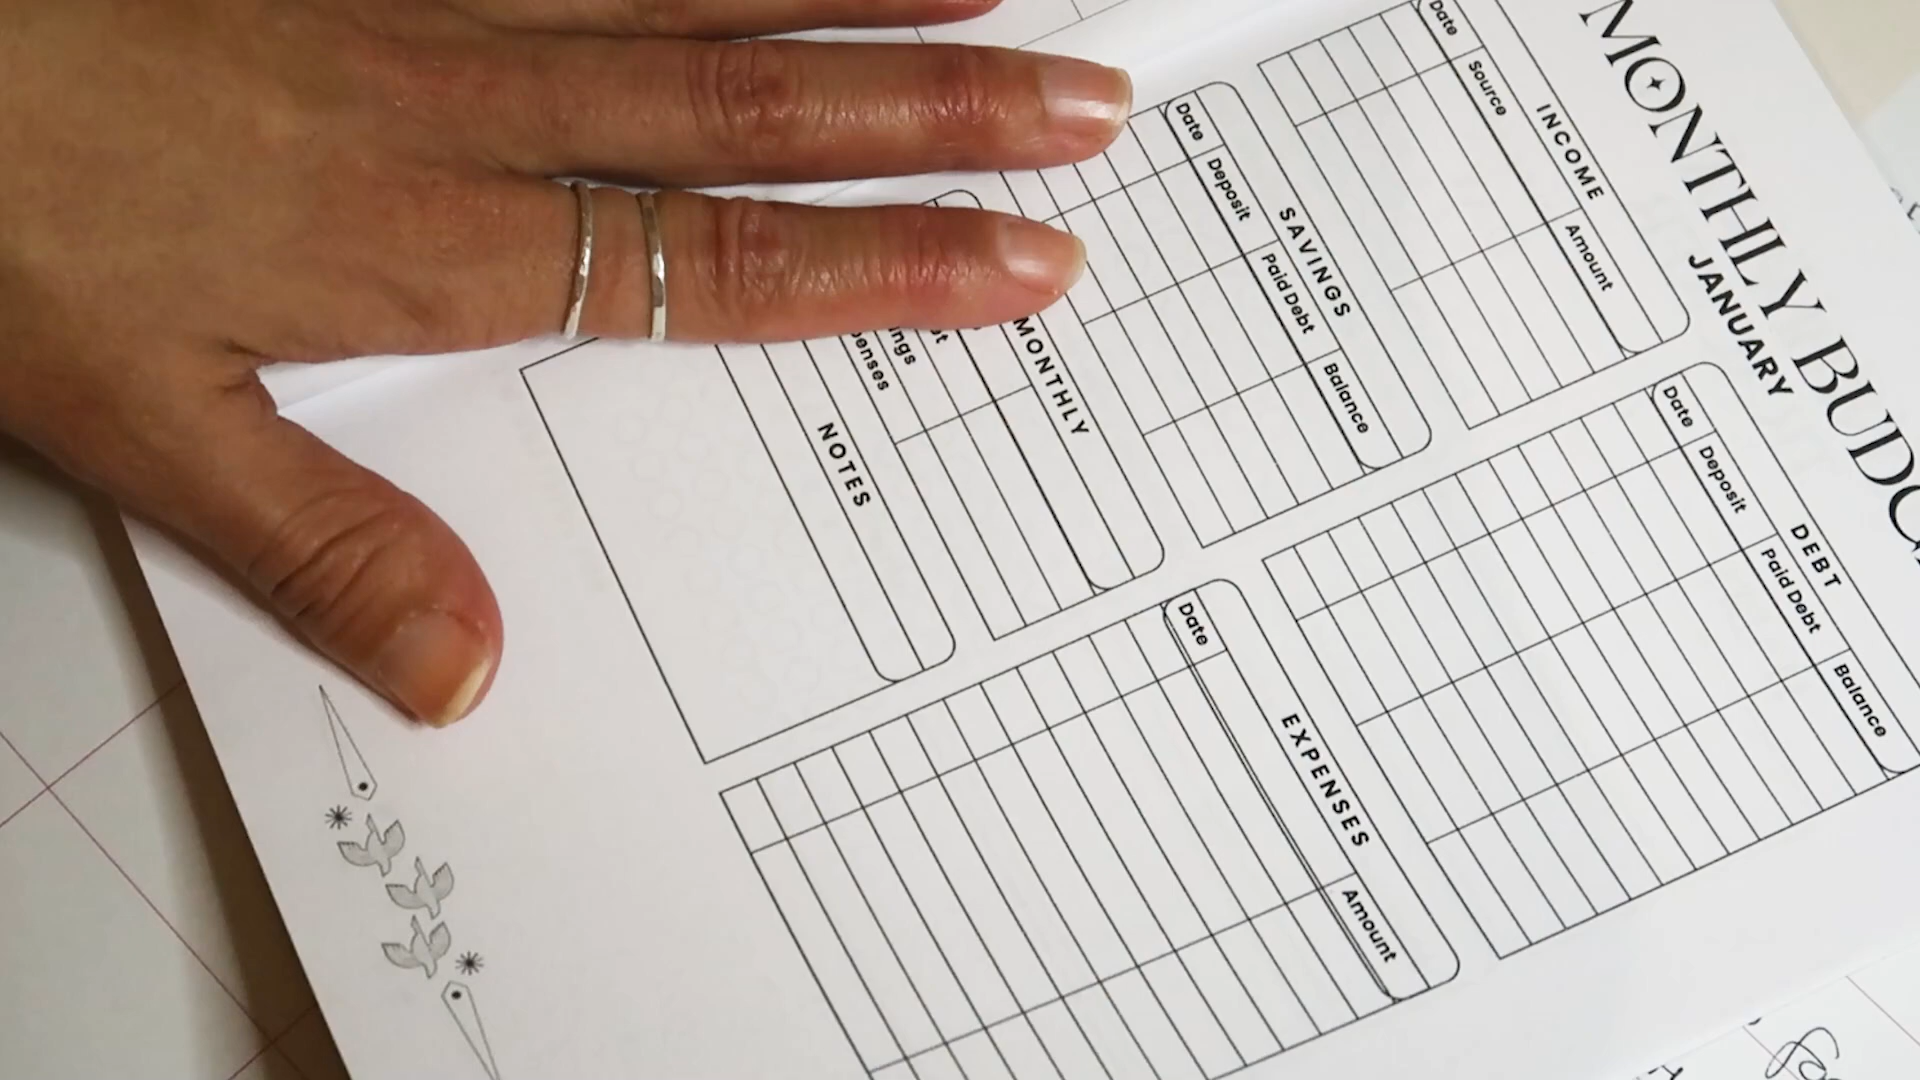 MONTHLY BUDG
JANUARY
INCOME
Date Source Amount
DEBT
Date Deposit Paid Debt Balance
SAVINGS
Date Deposit Paid Debt Balance
EXPENSES
Date Amount
MONTHLY
NOTES